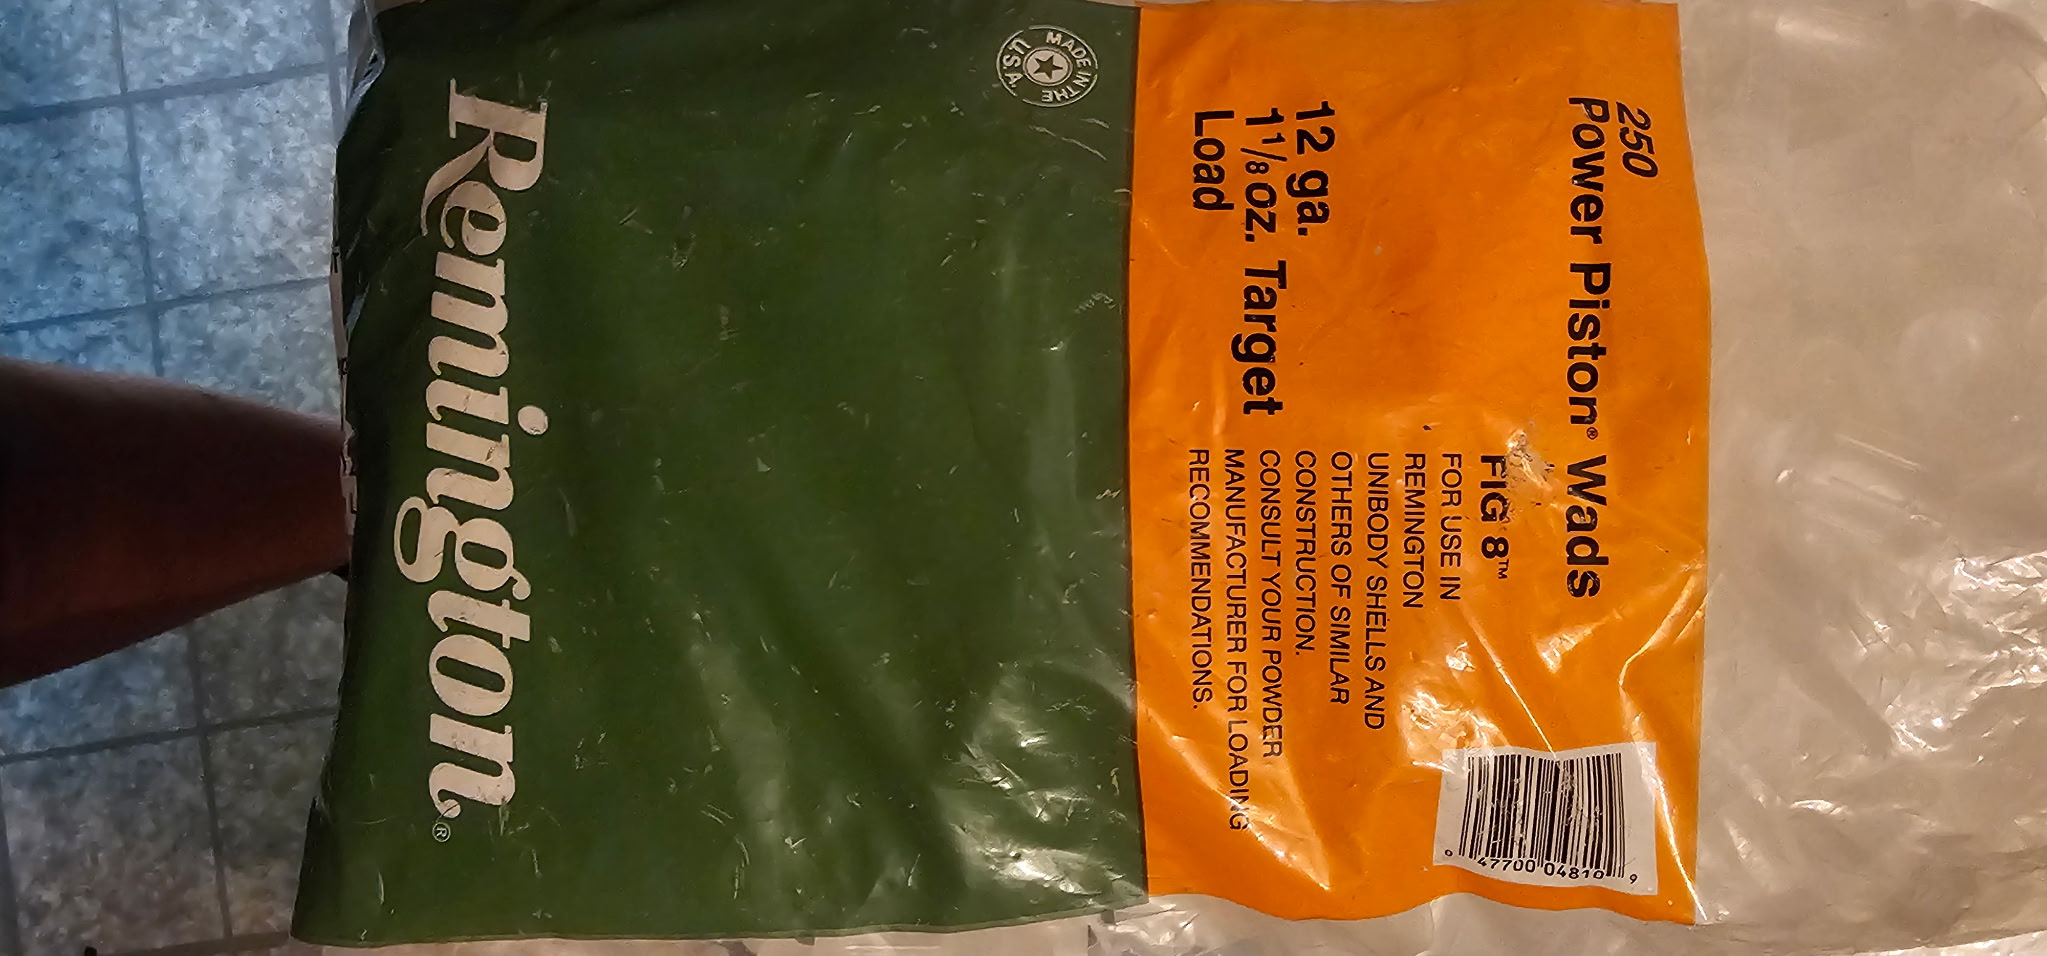 Remington®
MADE IN THE
U.S.A.
250
Power Piston® Wads
12 ga.
1 1/8 oz. Target
Load
FIG 8™
FOR USE IN
REMINGTON
UNIBODY SHELLS AND
OTHERS OF SIMILAR
CONSTRUCTION.
CONSULT YOUR POWDER
MANUFACTURER FOR LOADING
RECOMMENDATIONS.
0 47700 04810 9